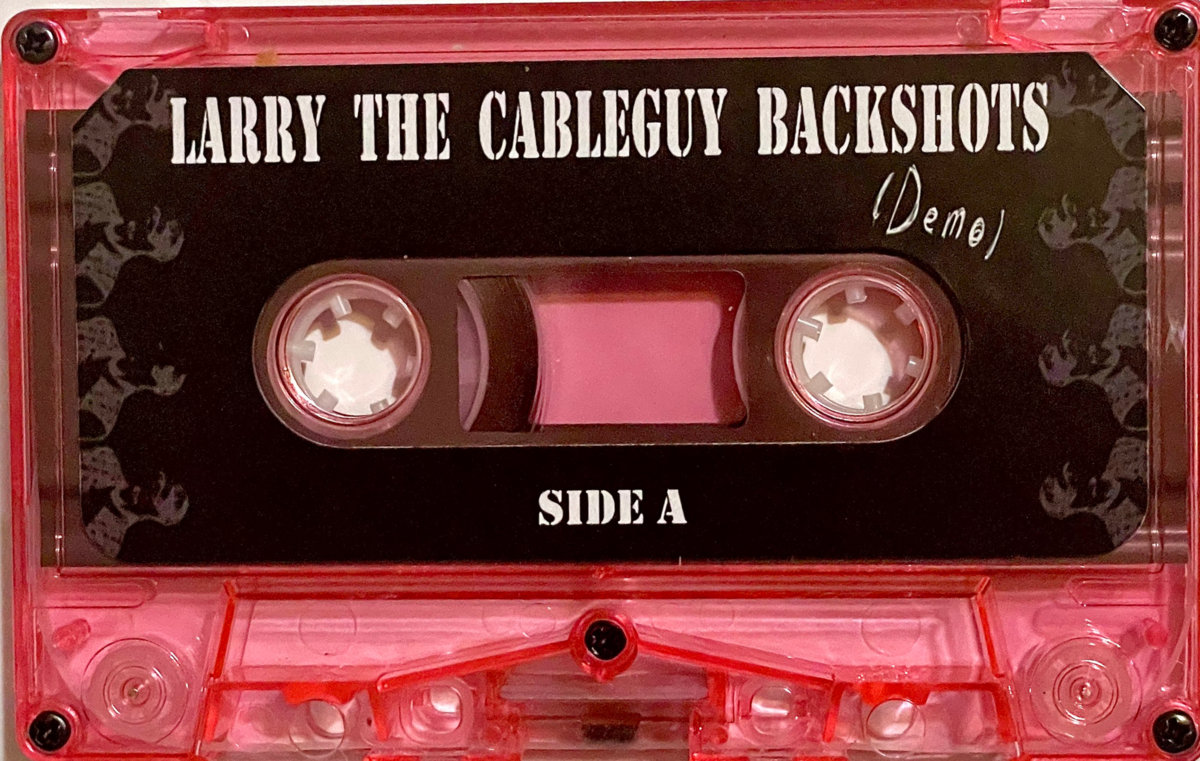 LARRY THE CABLEGUY BACKSHOTS
(Demo)
SIDE A